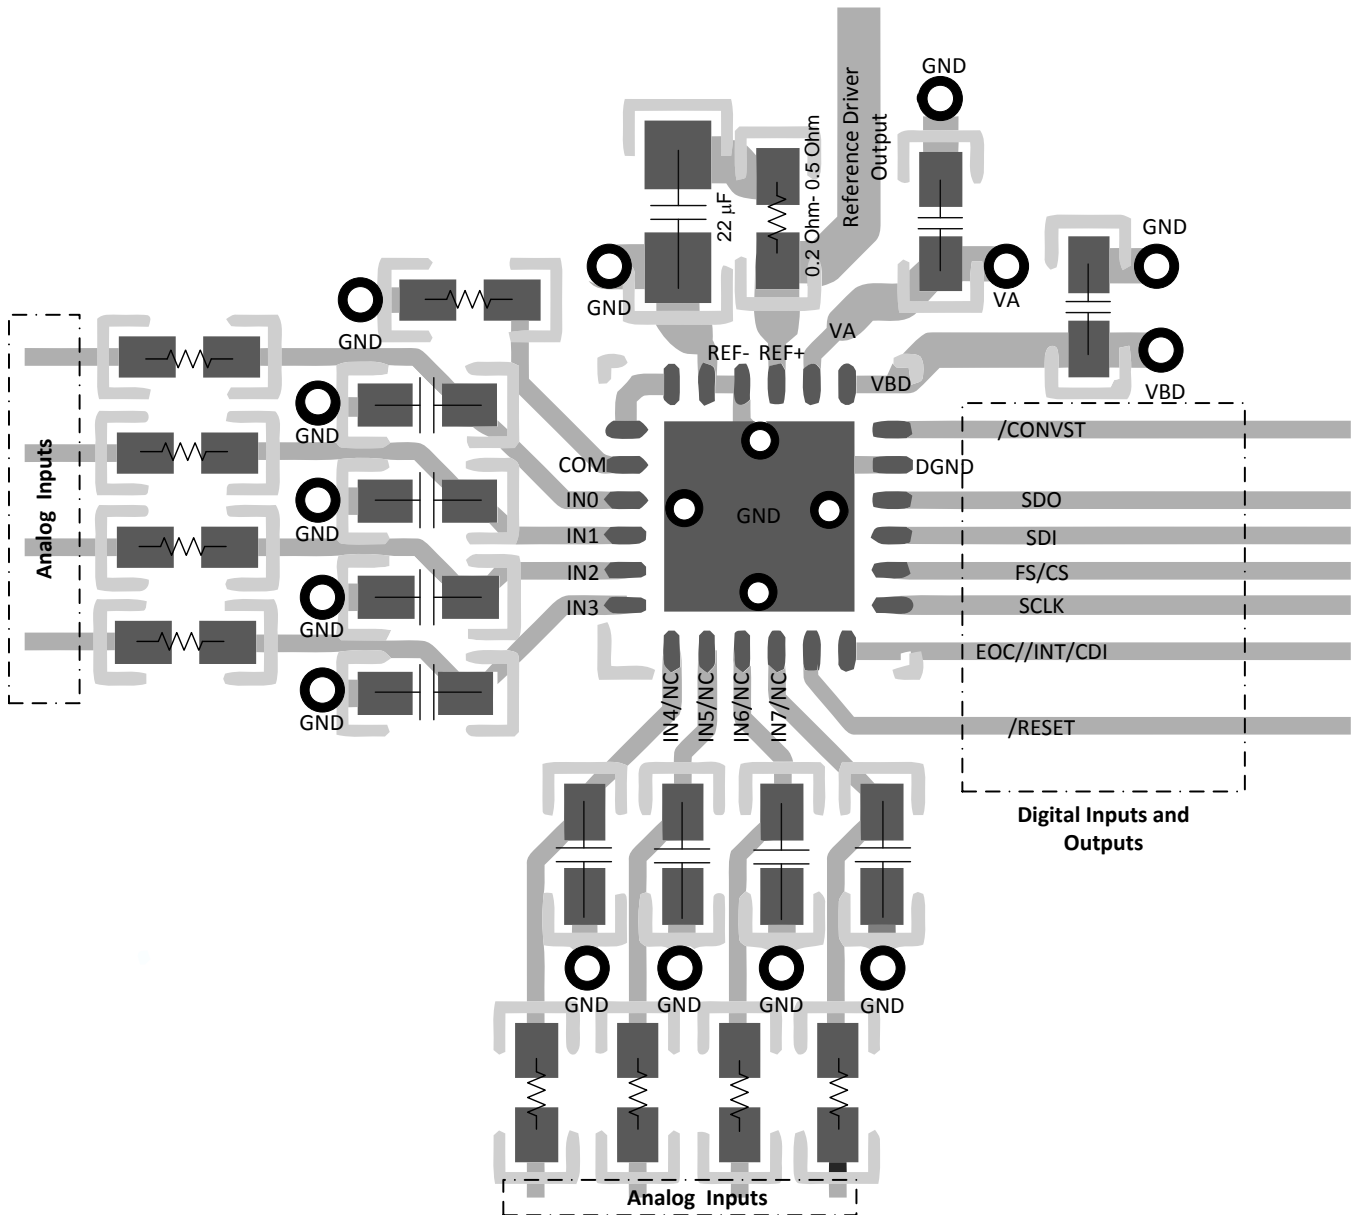 GND
Reference Driver
Output
0.2 Ohm- 0.5 Ohm
22 µF
GND
GND
VA
GND
GND
VA
REF-
REF+
VBD
VBD
GND
GND
GND
GND
Analog Inputs
COM
IN0
IN1
IN2
IN3
GND
/CONVST
DGND
SDO
SDI
FS/CS
SCLK
EOC//INT/CDI
/RESET
IN4/NC
IN5/NC
IN6/NC
IN7/NC
Digital Inputs and
Outputs
GND
GND
GND
GND
Analog Inputs